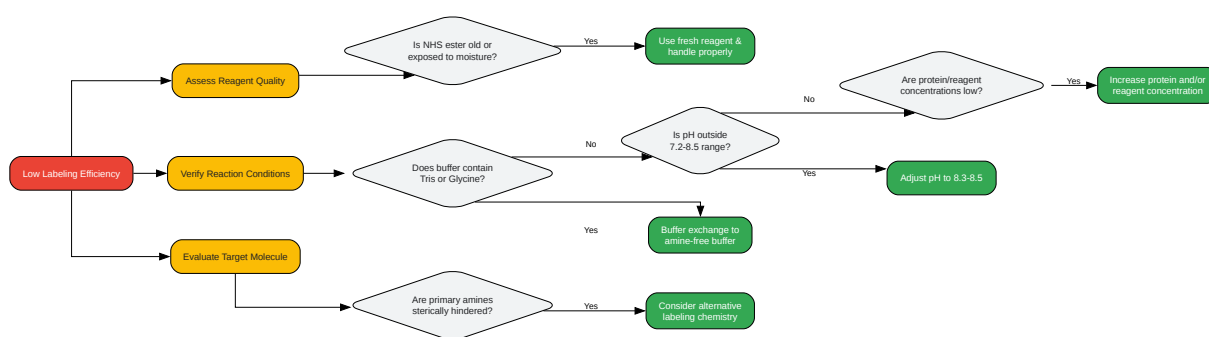 Is NHS ester old or
exposed to moisture?
Yes
Use fresh reagent &
handle properly
Assess Reagent Quality
Are protein/reagent
concentrations low?
Yes
Increase protein and/or
reagent concentration
No
Is pH outside
7.2-8.5 range?
No
Low Labeling Efficiency
Verify Reaction Conditions
Does buffer contain
Tris or Glycine?
Yes
Adjust pH to 8.3-8.5
Yes
Buffer exchange to
amine-free buffer
Evaluate Target Molecule
Are primary amines
sterically hindered?
Yes
Consider alternative
labeling chemistry